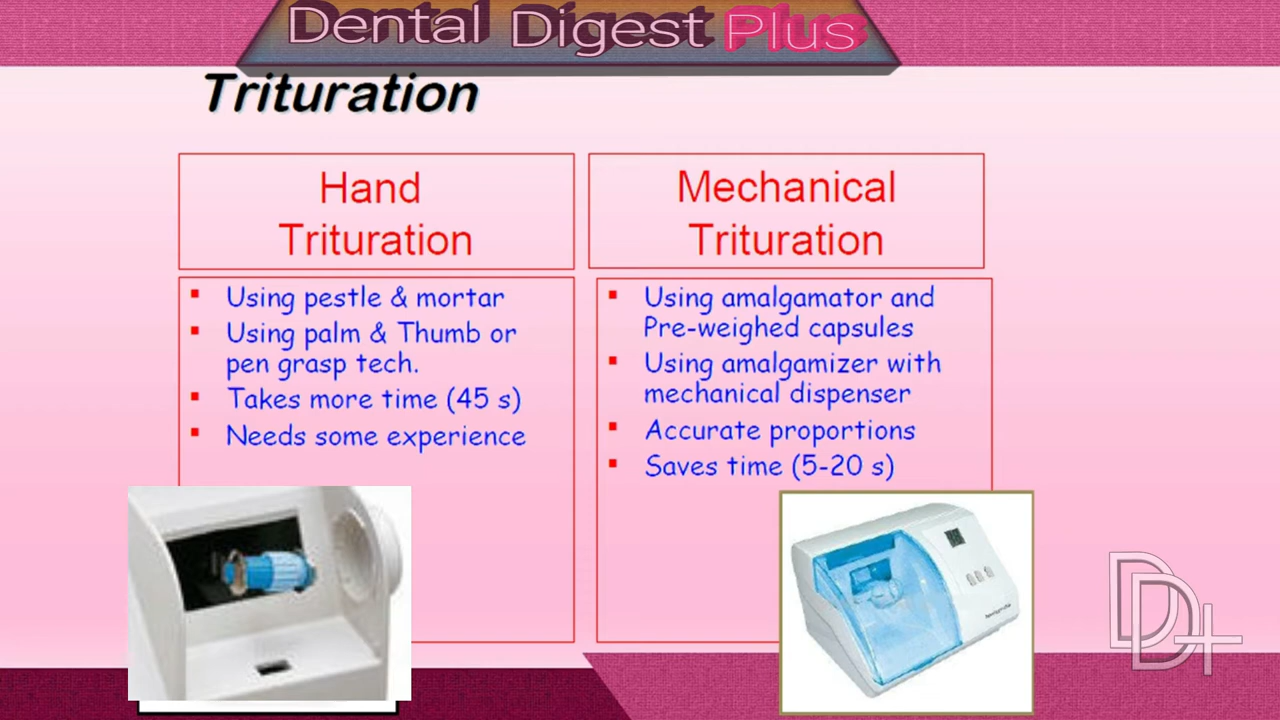 Dental Digest Plus
Trituration
Hand
Trituration
Using pestle & mortar
Using palm & Thumb or
pen grasp tech.
Takes more time (45 s)
Needs some experience
Mechanical
Trituration
Using amalgamator and
Pre-weighed capsules
Using amalgamizer with
mechanical dispenser
Accurate proportions
Saves time (5-20 s)
DD+